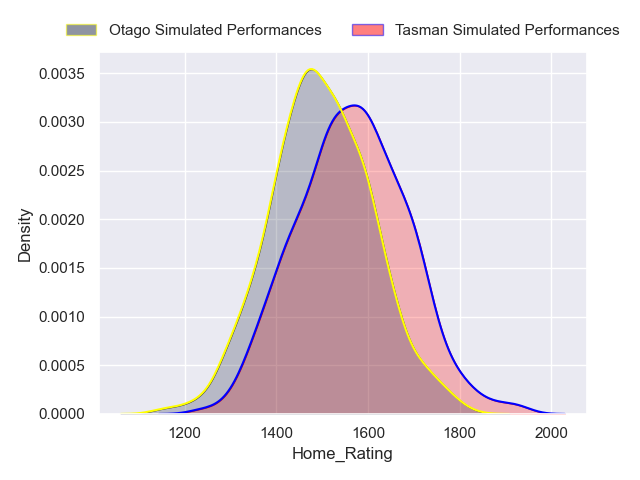 Otago Simulated Performances Tasman Simulated Performances
0.0035
0.0030
0.0025
0.0020
0.0015
0.0010
0.0005
0.0000
Density
1200 1400 1600 1800 2000
Home_Rating